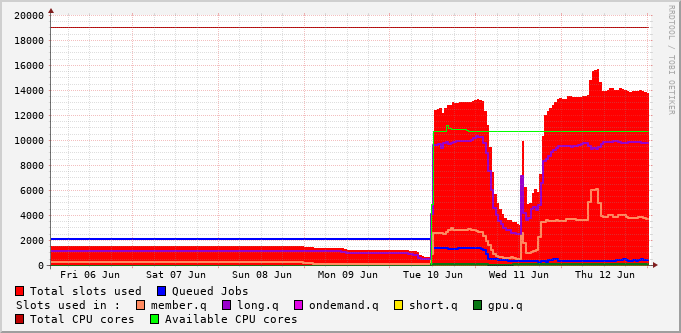 RRDTOOL / TOBI OETIKER
20000
18000
16000
14000
12000
10000
8000
6000
4000
2000
0
Fri 06 Jun Sat 07 Jun Sun 08 Jun Mon 09 Jun Tue 10 Jun Wed 11 Jun Thu 12 Jun
Total slots used Queued Jobs
Slots used in : member.q long.q ondemand.q short.q gpu.q
Total CPU cores Available CPU cores